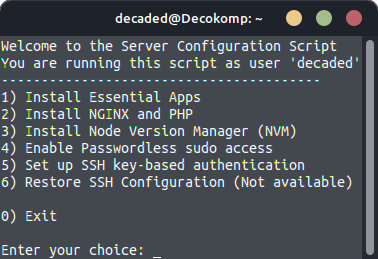 decaded@Decokomp: ~
Welcome to the Server Configuration Script
You are running this script as user 'decaded'
----------------------------------------
1) Install Essential Apps
2) Install NGINX and PHP
3) Install Node Version Manager (NVM)
4) Enable Passwordless sudo access
5) Set up SSH key-based authentication
6) Restore SSH Configuration (Not available)
0) Exit
Enter your choice: _